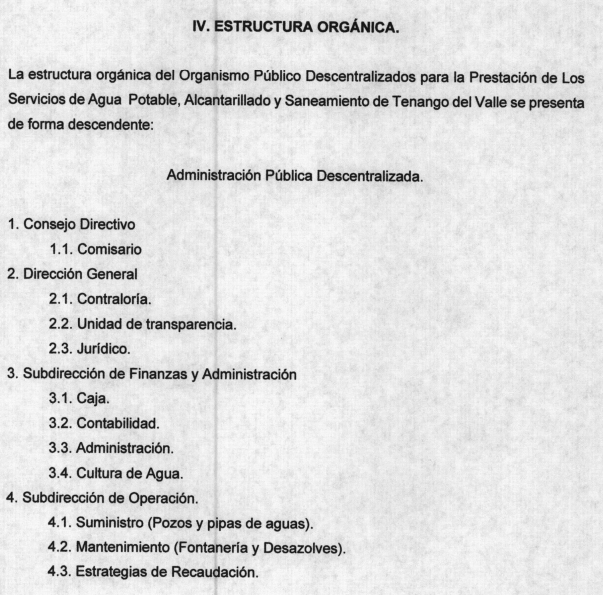 IV. ESTRUCTURA ORGÁNICA.
La estructura orgánica del Organismo Público Descentralizados para la Prestación de Los
Servicios de Agua Potable, Alcantarillado y Saneamiento de Tenango del Valle se presenta
de forma descendente:
Administración Pública Descentralizada.
1. Consejo Directivo
1.1. Comisario
2. Dirección General
2.1. Contraloría.
2.2. Unidad de transparencia.
2.3. Jurídico.
3. Subdirección de Finanzas y Administración
3.1. Caja.
3.2. Contabilidad.
3.3. Administración.
3.4. Cultura de Agua.
4. Subdirección de Operación.
4.1. Suministro (Pozos y pipas de aguas).
4.2. Mantenimiento (Fontanería y Desazolves).
4.3. Estrategias de Recaudación.